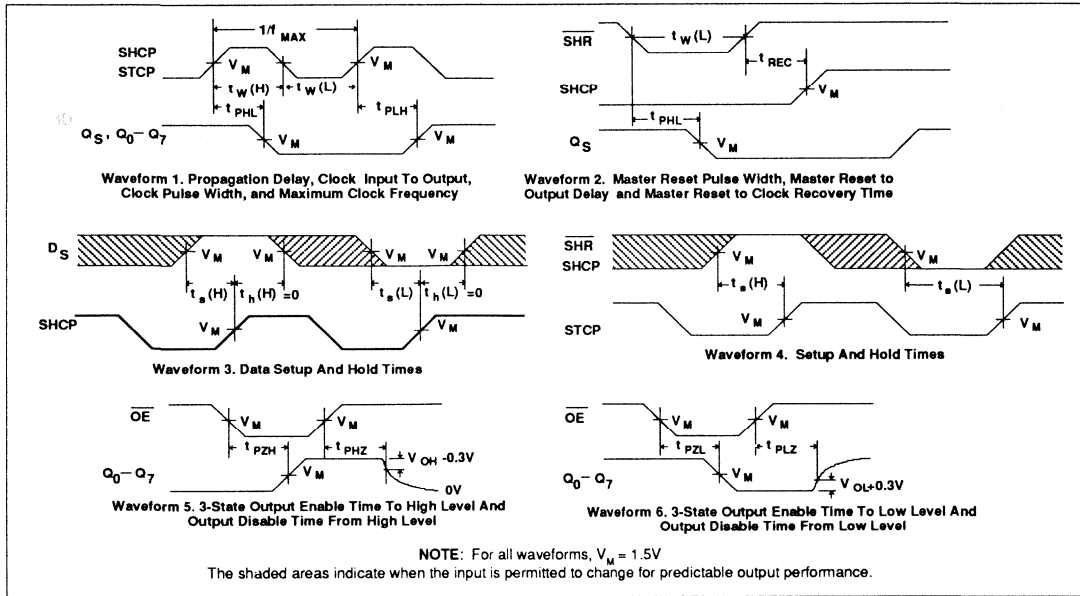 1/f MAX
SHCP
STCP
V M
V M
t W (H)
t W (L)
t PHL
t PLH
Q S , Q 0 – Q 7
V M
V M
Waveform 1. Propagation Delay, Clock Input To Output,
Clock Pulse Width, and Maximum Clock Frequency
SHR
t W (L)
t REC
SHCP
V M
t PHL
Q S
V M
Waveform 2. Master Reset Pulse Width, Master Reset to
Output Delay and Master Reset to Clock Recovery Time
D S
V M
V M
V M
V M
t s (H)
t h (H) =0
t s (L)
t h (L) =0
SHCP
V M
V M
Waveform 3. Data Setup And Hold Times
SHR
SHCP
V M
V M
t s (H)
t s (L)
STCP
V M
V M
Waveform 4. Setup And Hold Times
OE
V M
V M
t PZH
t PHZ
V OH -0.3V
Q 0 – Q 7
V M
0V
Waveform 5. 3-State Output Enable Time To High Level And
Output Disable Time From High Level
OE
V M
V M
t PZL
t PLZ
Q 0 – Q 7
V M
V OL +0.3V
Waveform 6. 3-State Output Enable Time To Low Level And
Output Disable Time From Low Level
NOTE: For all waveforms, V M = 1.5V
The shaded areas indicate when the input is permitted to change for predictable output performance.